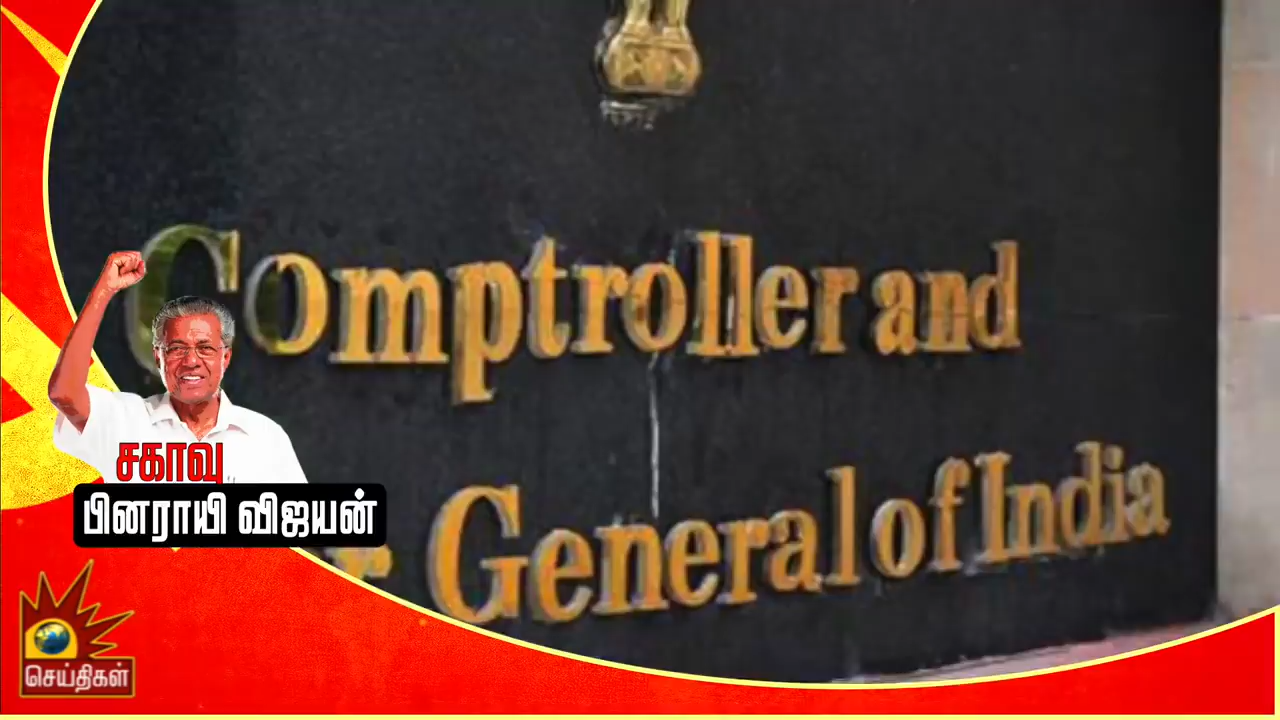 Comptroller and
General of India
சகாவு
பினராயி விஜயன்
செய்திகள்